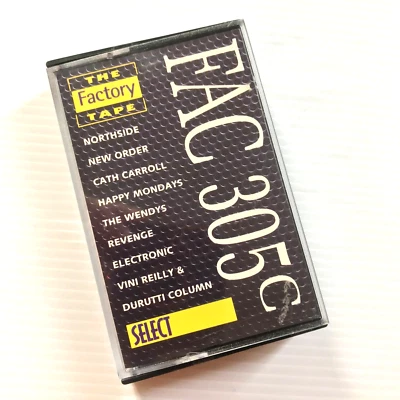 THE
Factory
TAPE
NORTHSIDE
NEW ORDER
CATH CARROLL
HAPPY MONDAYS
THE WENDYS
REVENGE
ELECTRONIC
VINI REILLY &
DURUTTI COLUMN
SELECT
FAC 305c